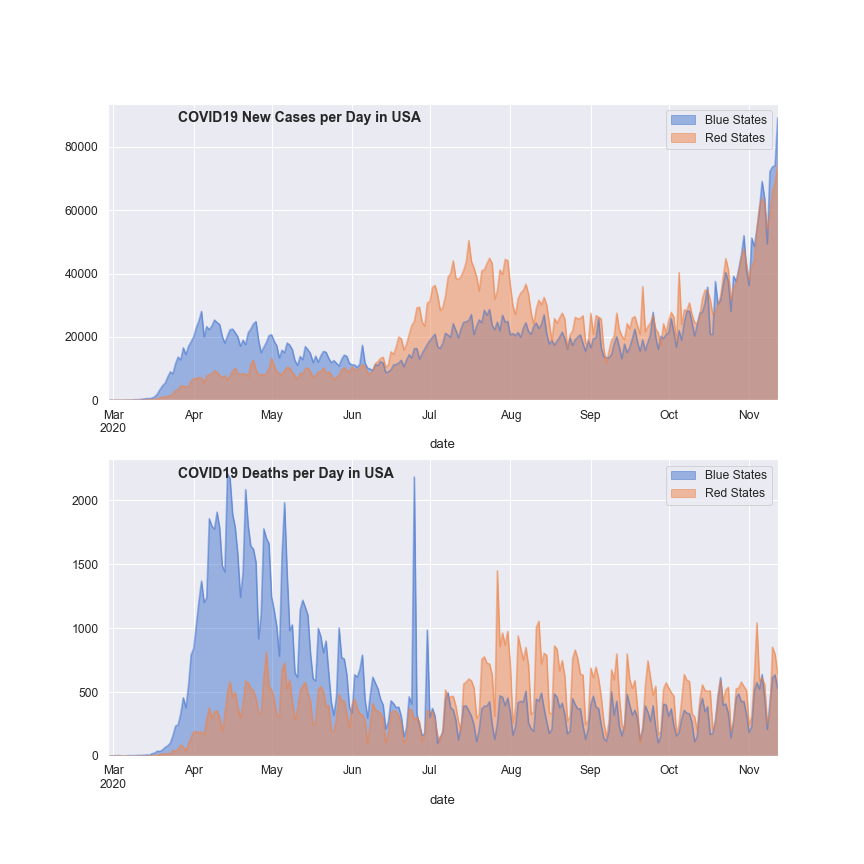 COVID19 New Cases per Day in USA
Blue States
Red States
80000
60000
40000
20000
0
Mar Apr May Jun Jul Aug Sep Oct Nov
2020
date
COVID19 Deaths per Day in USA
Blue States
Red States
2000
1500
1000
500
0
Mar Apr May Jun Jul Aug Sep Oct Nov
2020
date